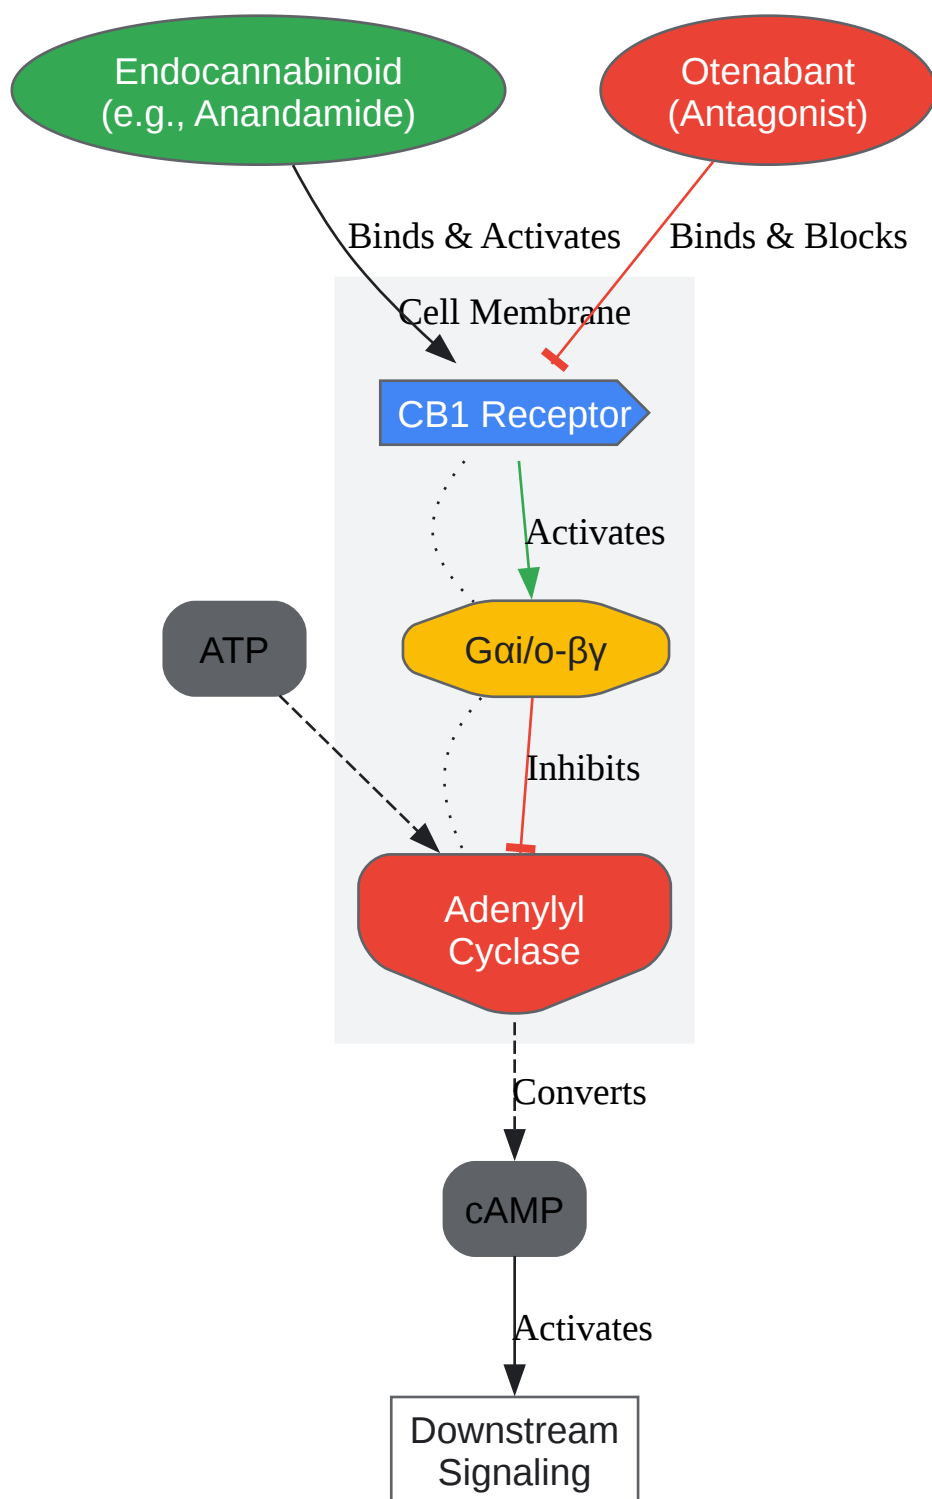 Endocannabinoid
(e.g., Anandamide)
Otenabant
(Antagonist)
Binds & Activates
Binds & Blocks
Cell Membrane
CB1 Receptor
Activates
ATP
Gαi/o-βγ
Inhibits
Adenylyl
Cyclase
Converts
cAMP
Activates
Downstream
Signaling